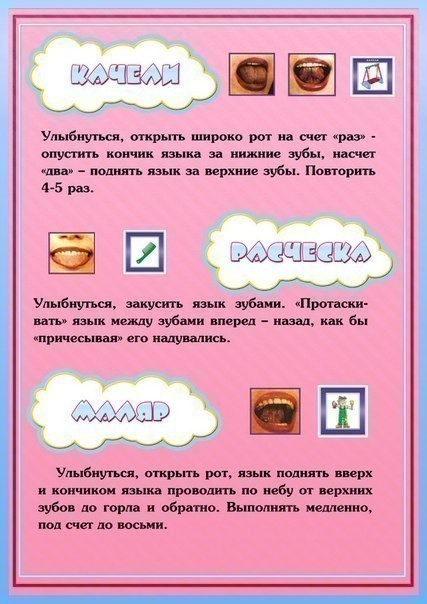 КАЧЕЛИ
Улыбнуться, открыть широко рот на счет «раз» -
опустить кончик языка за нижние зубы, насчет
«два» – поднять язык за верхние зубы. Повторить
4-5 раз.
РАСЧЕСКА
Улыбнуться, закусить язык зубами. «Протаски-
вать» язык между зубами вперед – назад, как бы
«причесывая» его надувались.
МАЛЯР
Улыбнуться, открыть рот, язык поднять вверх
и кончиком языка проводить по небу от верхних
зубов до горла и обратно. Выполнять медленно,
под счет до восьми.